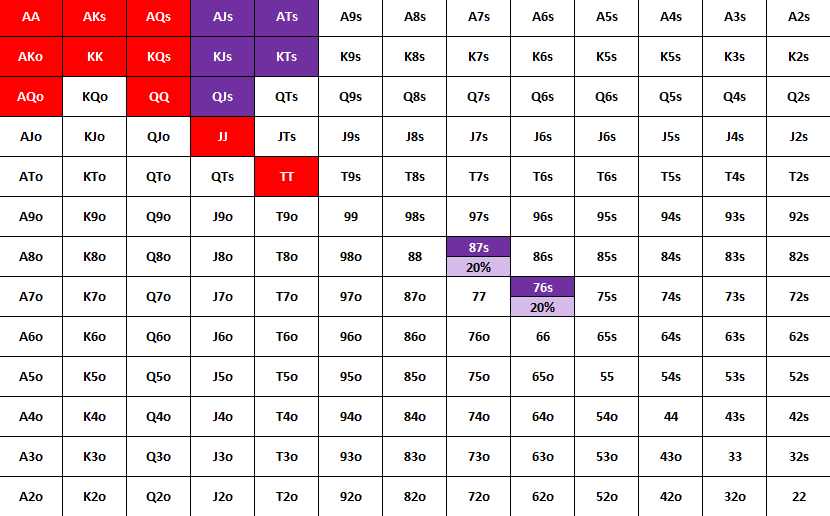 AA AKs AQs AJs ATs A9s A8s A7s A6s A5s A4s A3s A2s
AKo KK KQs KJs KTs K9s K8s K7s K6s K5s K5s K3s K2s
AQo KQo QQ QJs QTs Q9s Q8s Q7s Q6s Q6s Q5s Q4s Q2s
AJo KJo QJo JJ JTs J9s J8s J7s J6s J6s J5s J4s J2s
ATo KTo QTo QTs TT T9s T8s T7s T6s T6s T5s T4s T2s
A9o K9o Q9o J9o T9o 99 98s 97s 96s 95s 94s 93s 92s
A8o K8o Q8o J8o T8o 98o 88 87s 86s 85s 84s 83s 82s
20%
A7o K7o Q7o J7o T7o 97o 87o 77 76s 75s 74s 73s 72s
20%
A6o K6o Q6o J6o T6o 96o 86o 76o 66 65s 64s 63s 62s
A5o K5o Q5o J5o T5o 95o 85o 75o 65o 55 54s 53s 52s
A4o K4o Q4o J4o T4o 94o 84o 74o 64o 54o 44 43s 42s
A3o K3o Q3o J3o T3o 93o 83o 73o 63o 53o 43o 33 32s
A2o K2o Q2o J2o T2o 92o 82o 72o 62o 52o 42o 32o 22